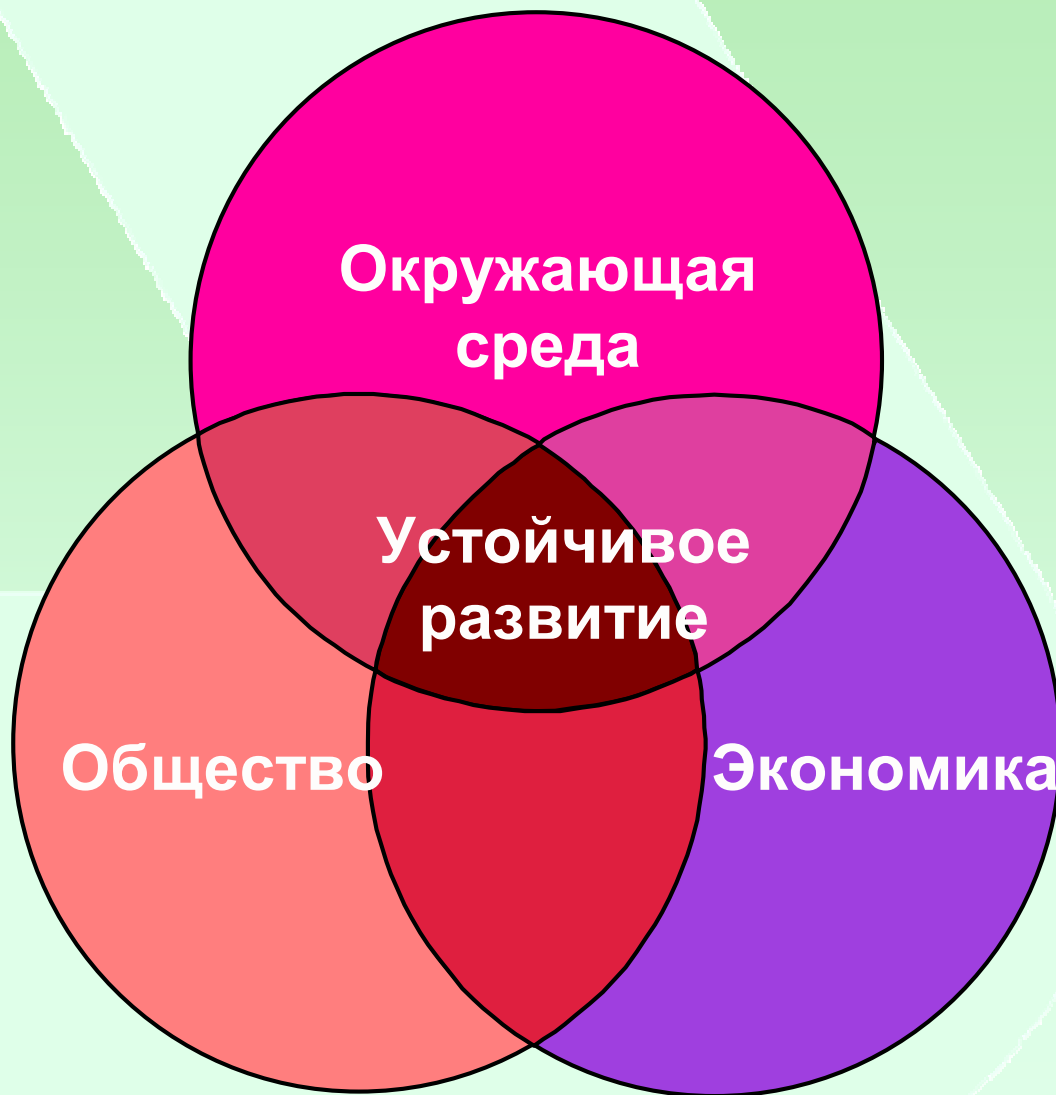 Окружающая
среда
Устойчивое
развитие
Общество
Экономика